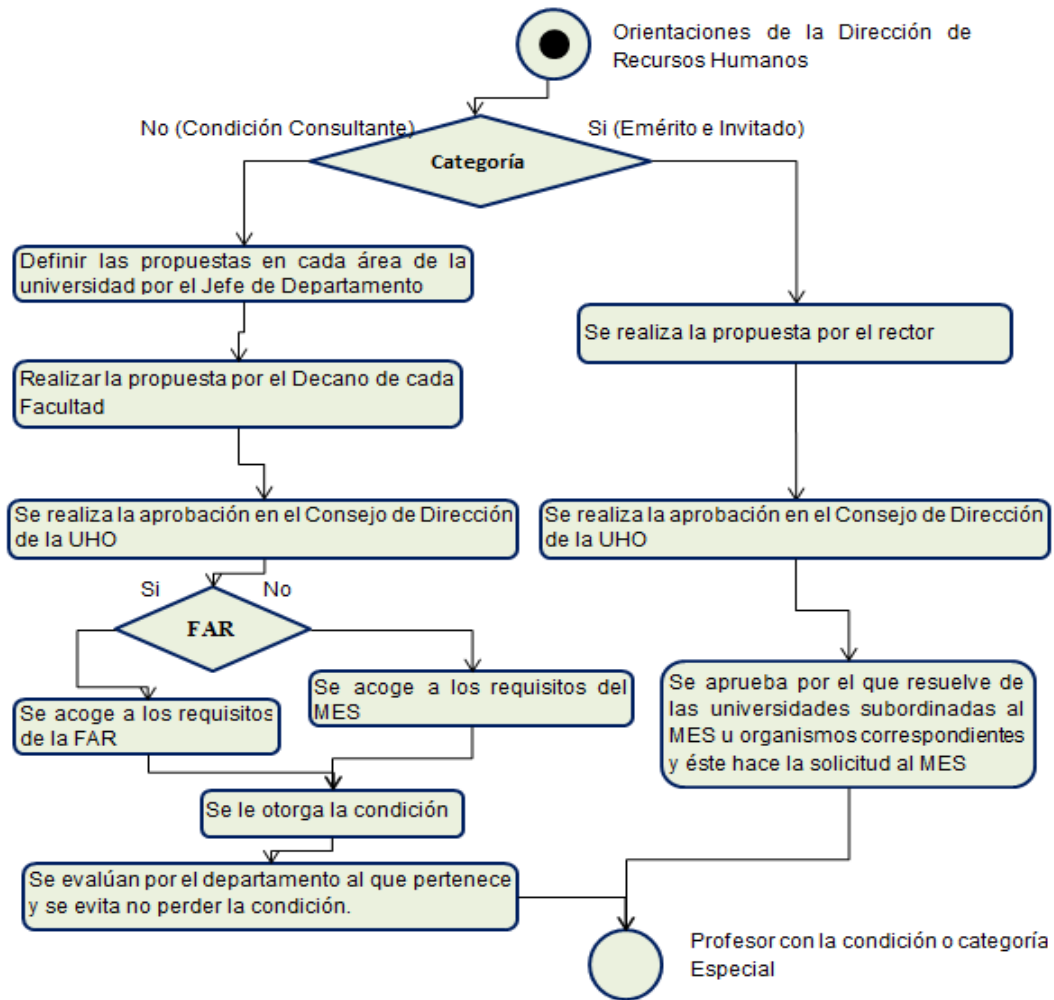 Orientaciones de la Dirección de
Recursos Humanos
No (Condición Consultante)
Si (Emérito e Invitado)
Categoría
Definir las propuestas en cada área de la
universidad por el Jefe de Departamento
Se realiza la propuesta por el rector
Realizar la propuesta por el Decano de cada
Facultad
Se realiza la aprobación en el Consejo de Dirección
de la UHO
Se realiza la aprobación en el Consejo de Dirección
de la UHO
Si
No
FAR
Se acoge a los requisitos
de la FAR
Se acoge a los requisitos del
MES
Se aprueba por el que resuelve de
las universidades subordinadas al
MES u organismos correspondientes
y éste hace la solicitud al MES
Se le otorga la condición
Se evalúan por el departamento al que pertenece
y se evita no perder la condición.
Profesor con la condición o categoría
Especial